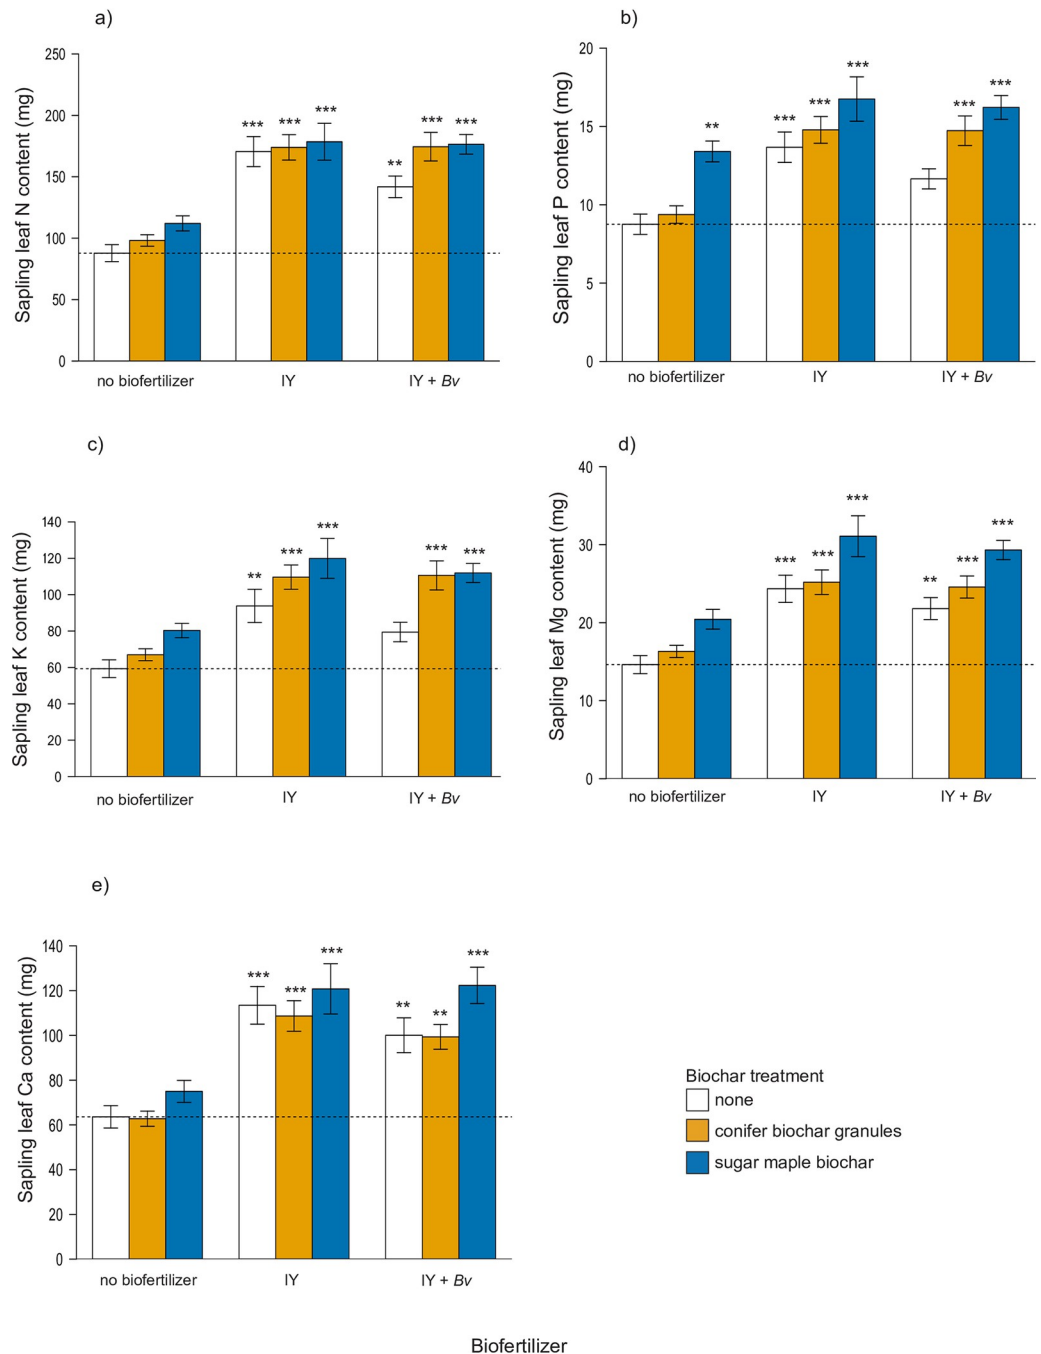 a)
Sapling leaf N content (mg)
250
200
150
100
50
0
*** *** ***
** *** ***
no biofertilizer IY IY + Bv
b)
Sapling leaf P content (mg)
20
15
10
5
0
**
*** *** ***
*** ***
no biofertilizer IY IY + Bv
c)
Sapling leaf K content (mg)
140
120
100
80
60
40
20
0
** *** ***
*** ***
no biofertilizer IY IY + Bv
d)
Sapling leaf Mg content (mg)
40
30
20
10
0
*** *** ***
** *** ***
no biofertilizer IY IY + Bv
e)
Sapling leaf Ca content (mg)
140
120
100
80
60
40
20
0
*** *** ***
** ** ***
no biofertilizer IY IY + Bv
Biochar treatment
none
conifer biochar granules
sugar maple biochar
Biofertilizer